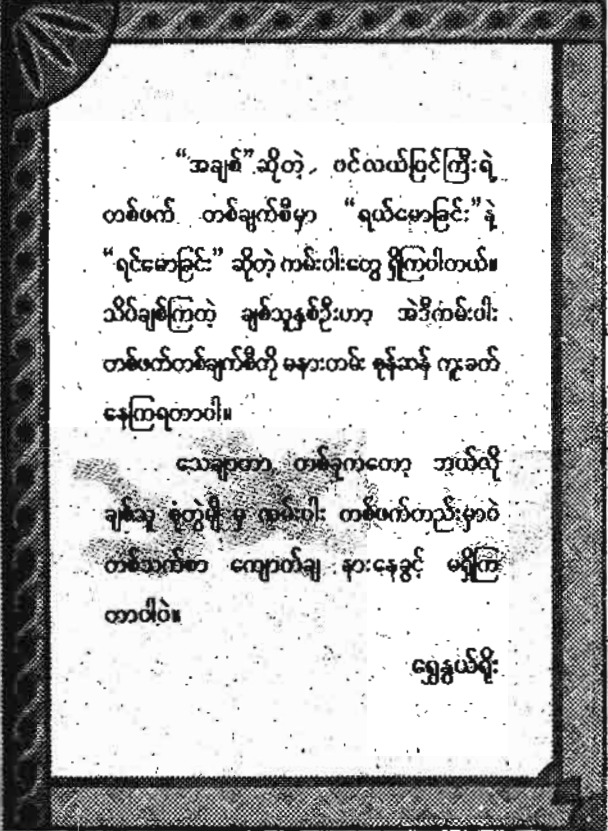 “အချစ်”ဆိုတဲ့ ပင်လယ်ပြင်ကြီးရဲ့
တစ်ဖက် တစ်ချက်စီမှာ “ရယ်မောခြင်း”နဲ့
“ရင်မောခြင်း” ဆိုတဲ့ ကမ်းပါးတွေ ရှိကြပါတယ်။
သိပ်ချစ်ကြတဲ့ ချစ်သူနှစ်ဦးဟာ အဲဒီကမ်းပါး
တစ်ဖက်တစ်ချက်စီကို မနားတမ်း စုန်ဆန် ကူးခတ်
နေကြရတာပါ။
သေချာတာ တစ်ခုကတော့ ဘယ်လို
ချစ်သူ စုံတွဲမျိုးမှ ကမ်းပါး တစ်ဖက်တည်းမှာပဲ
တစ်သက်စာ ကျောက်ချ နားနေခွင့် မရှိကြ
တာပါပဲ။
ရွှေနွယ်ရိုး